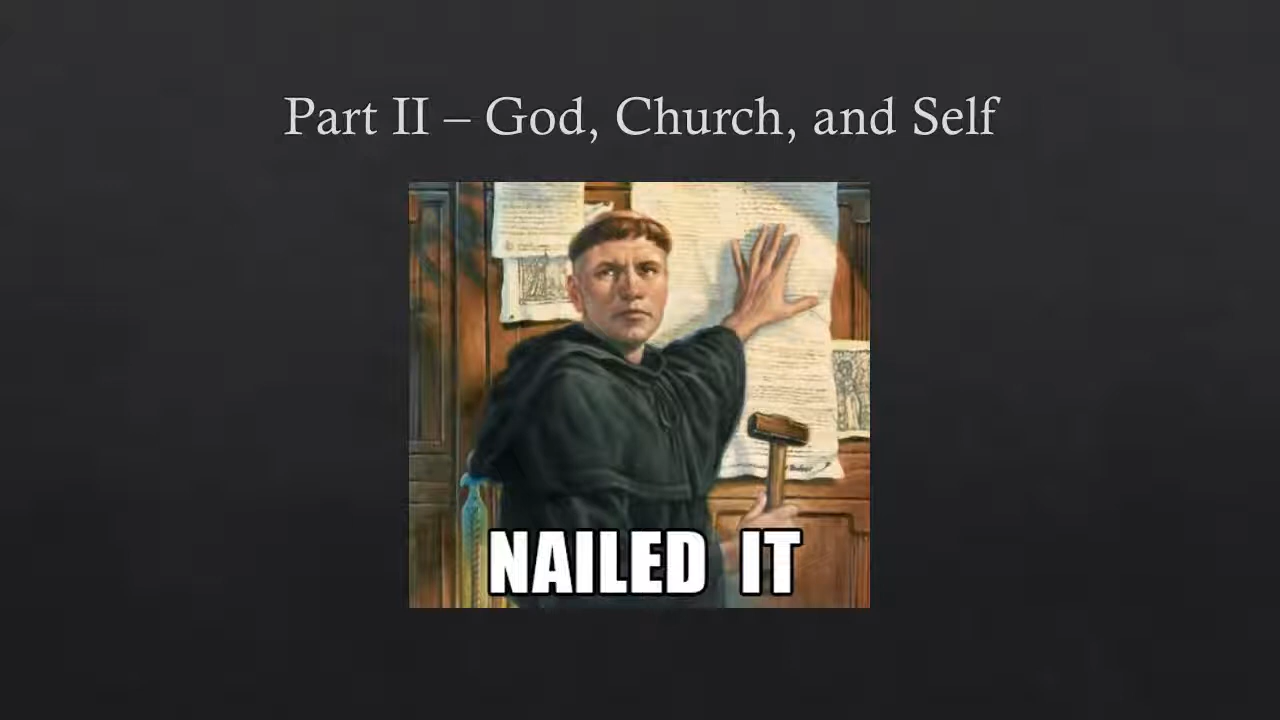 Part II – God, Church, and Self
NAILED IT